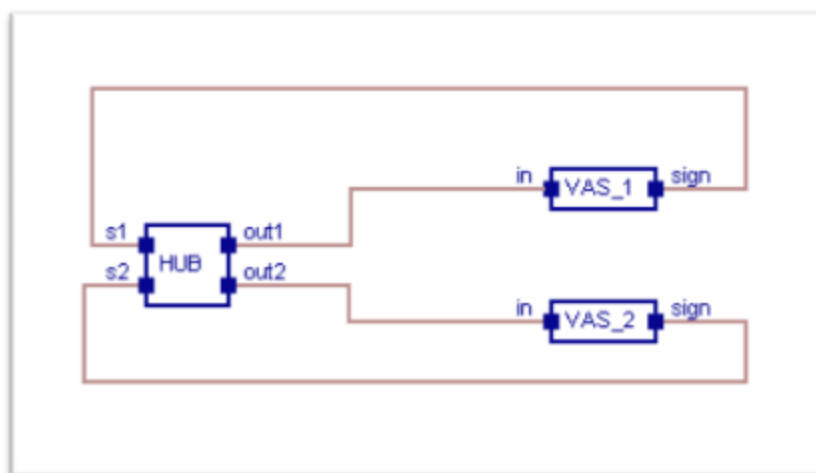 in VAS_1 sign
s1 out1
HUB
s2 out2
in VAS_2 sign